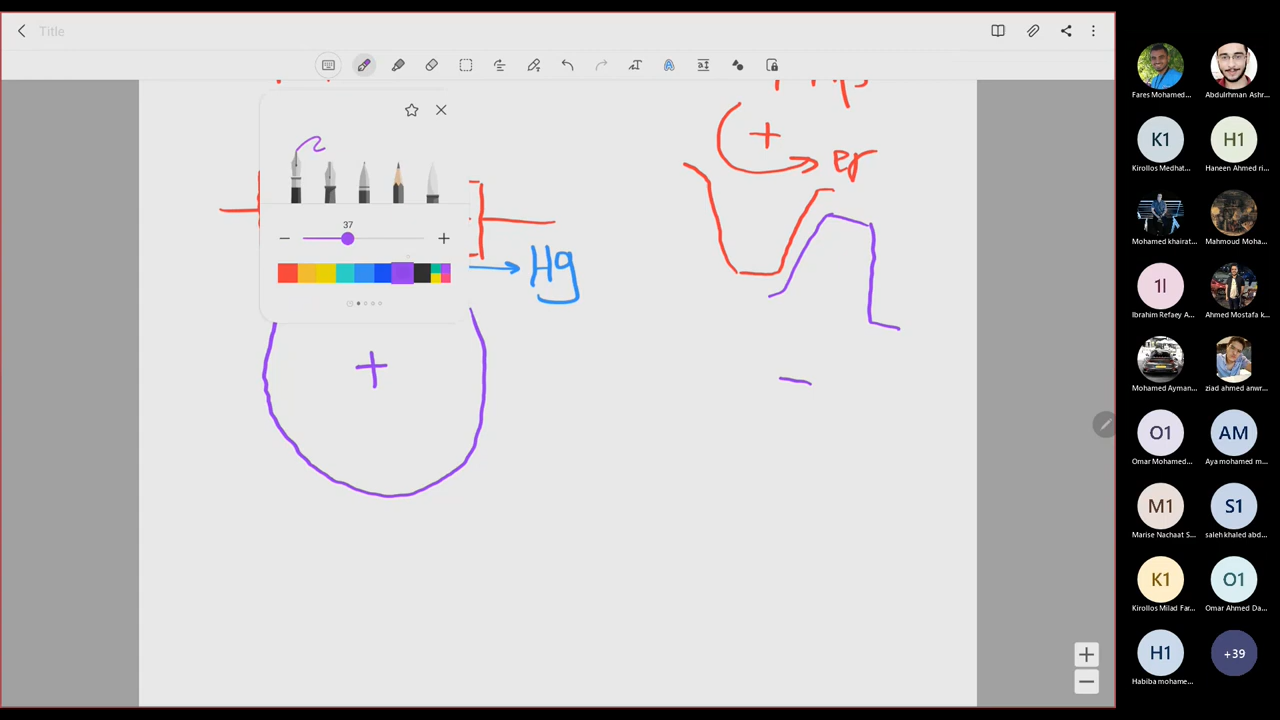 Title
37
+
Hg
+
er
Fares Mohamed...
Abdulrhman Ashr...
K1
H1
Kirollos Medhat...
Haneen Ahmed ri...
Mohamed khairat...
Mahmoud Moha...
1I
Ibrahim Refaey A...
Ahmed Mostafa k...
Mohamed Ayman...
ziad ahmed anwr...
O1
AM
Omar Mohamed...
Aya mohamed m...
M1
S1
Marise Nachaat S...
saleh khaled abd...
K1
O1
Kirollos Milad Far...
Omar Ahmed Da...
H1
+39
Habiba mohame...